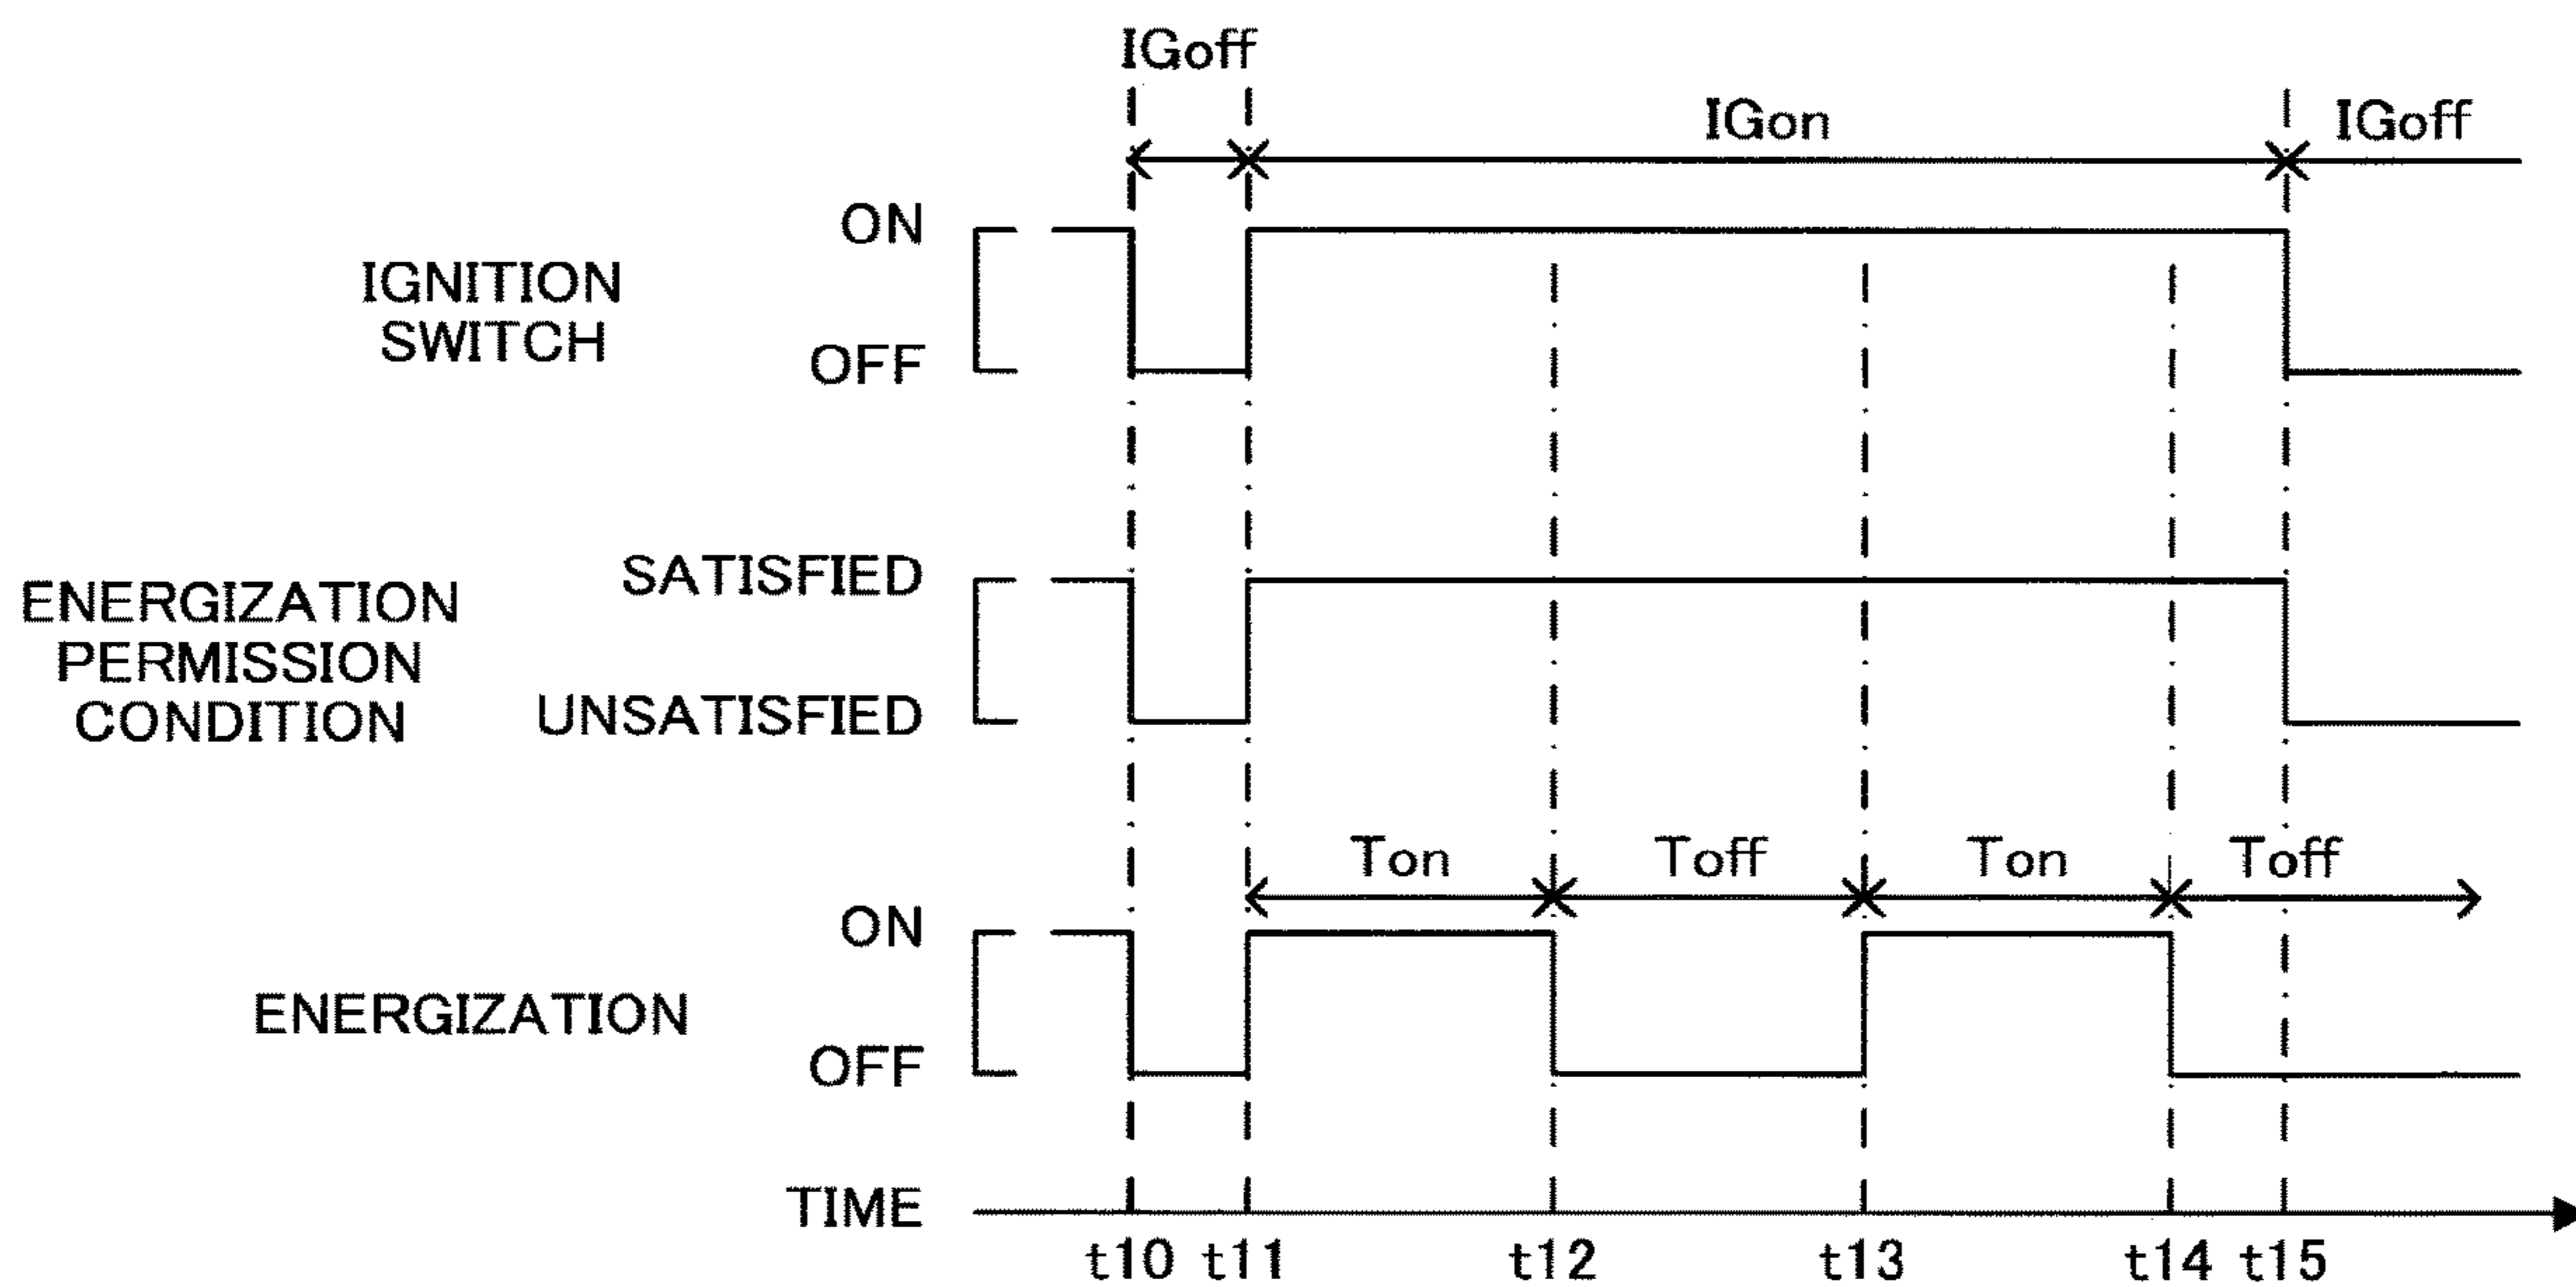 IGoff
IGon
IGoff
ON
IGNITION
SWITCH
OFF
SATISFIED
ENERGIZATION
PERMISSION
CONDITION
UNSATISFIED
Ton
Toff
Ton
Toff
ON
ENERGIZATION
OFF
TIME
t10 t11 t12 t13 t14 t15